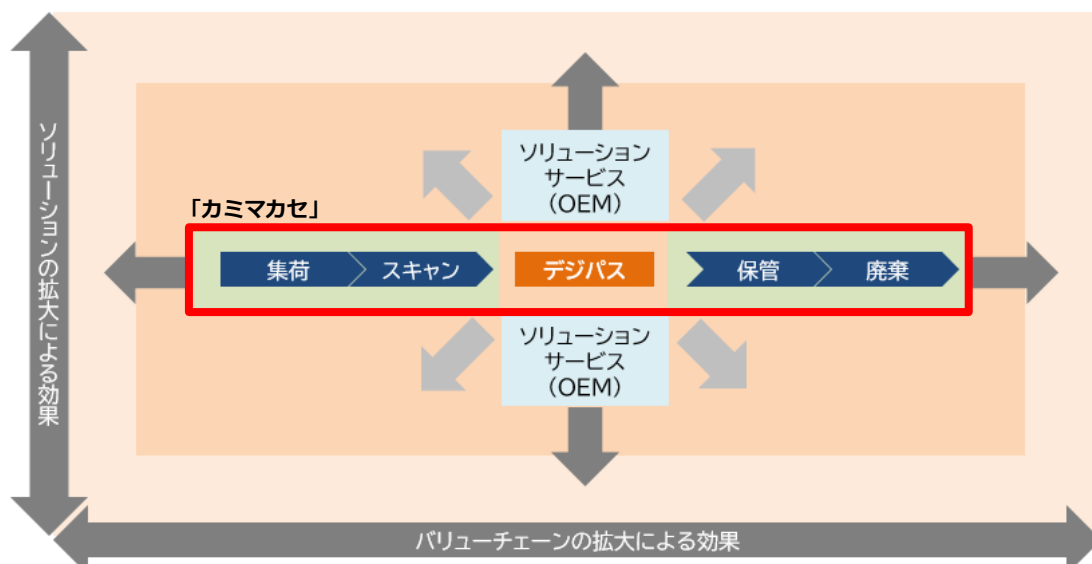 ソリューションの拡大による効果
ソリューション
サービス
(OEM)
「カミマカセ」
集荷
スキャン
デジパス
保管
廃棄
ソリューション
サービス
(OEM)
バリューチェーンの拡大による効果